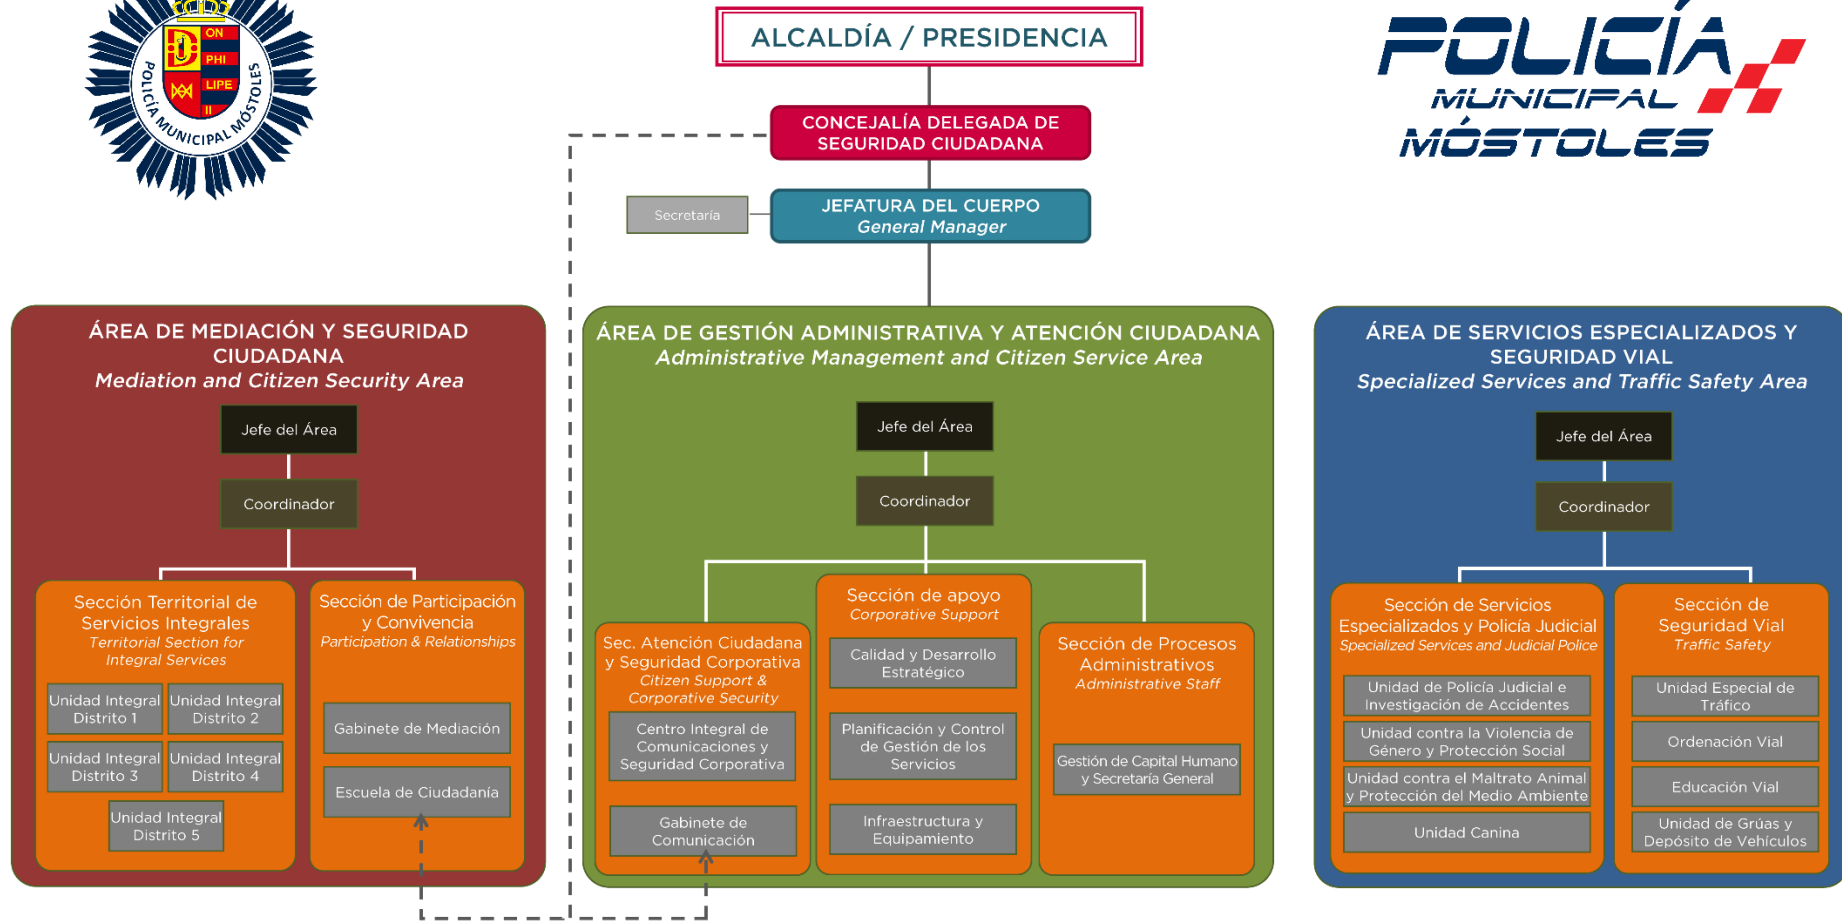 ON
PHI
LIPE
II
POLICÍA MUNICIPAL MÓSTOLES
ALCALDÍA / PRESIDENCIA
POLICÍA
MUNICIPAL
MÓSTOLES
CONCEJALÍA DELEGADA DE
SEGURIDAD CIUDADANA
Secretaría
JEFATURA DEL CUERPO
General Manager
ÁREA DE MEDIACIÓN Y SEGURIDAD
CIUDADANA
Mediation and Citizen Security Area
Jefe del Área
Coordinador
Sección Territorial de
Servicios Integrales
Territorial Section for
Integral Services
Unidad Integral
Distrito 1
Unidad Integral
Distrito 2
Unidad Integral
Distrito 3
Unidad Integral
Distrito 4
Unidad Integral
Distrito 5
Sección de Participación
y Convivencia
Participation & Relationships
Gabinete de Mediación
Escuela de Ciudadanía
ÁREA DE GESTIÓN ADMINISTRATIVA Y ATENCIÓN CIUDADANA
Administrative Management and Citizen Service Area
Jefe del Área
Coordinador
Sec. Atención Ciudadana
y Seguridad Corporativa
Citizen Support &
Corporative Security
Centro Integral de
Comunicaciones y
Seguridad Corporativa
Gabinete de
Comunicación
Sección de apoyo
Corporative Support
Calidad y Desarrollo
Estratégico
Planificación y Control
de Gestión de los
Servicios
Infraestructura y
Equipamiento
Sección de Procesos
Administrativos
Administrative Staff
Gestión de Capital Humano
y Secretaría General
ÁREA DE SERVICIOS ESPECIALIZADOS Y
SEGURIDAD VIAL
Specialized Services and Traffic Safety Area
Jefe del Área
Coordinador
Sección de Servicios
Especializados y Policía Judicial
Specialized Services and Judicial Police
Unidad de Policía Judicial e
Investigación de Accidentes
Unidad contra la Violencia de
Género y Protección Social
Unidad contra el Maltrato Animal
y Protección del Medio Ambiente
Unidad Canina
Sección de
Seguridad Vial
Traffic Safety
Unidad Especial de
Tráfico
Ordenación Vial
Educación Vial
Unidad de Grúas y
Depósito de Vehículos